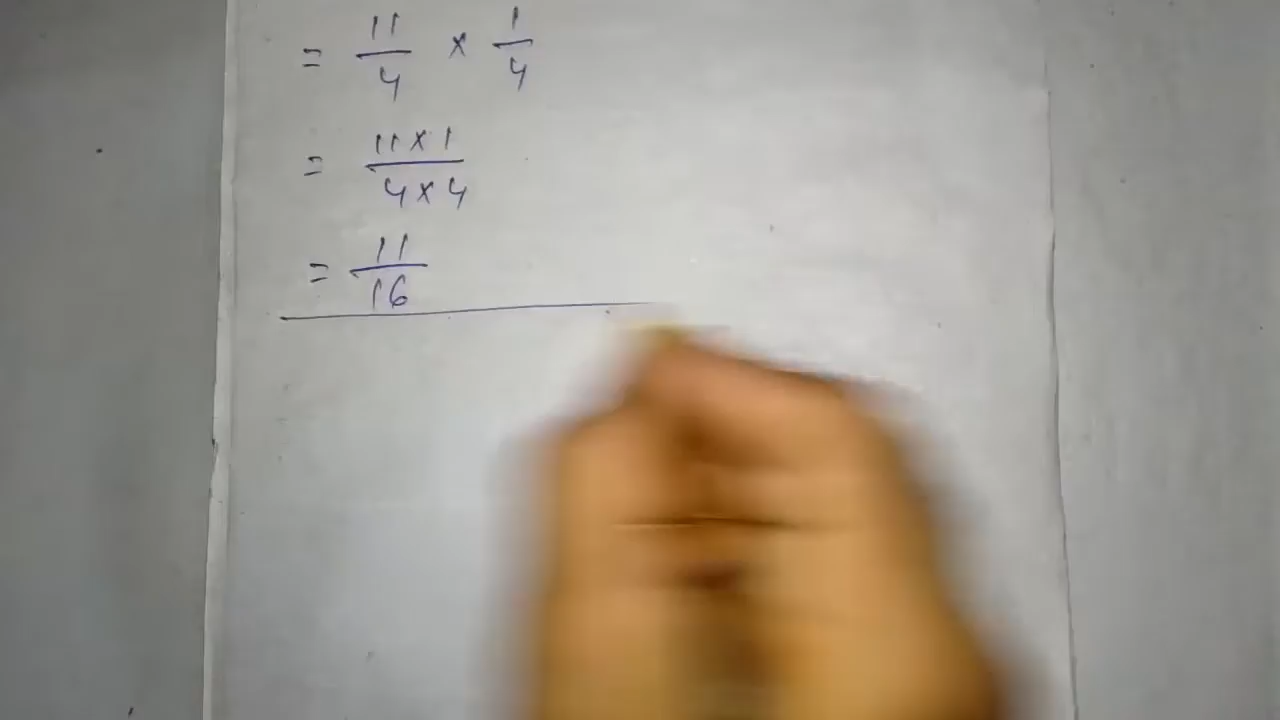 = 11/4 × 1/4
= 11×1/4×4
= 11/16